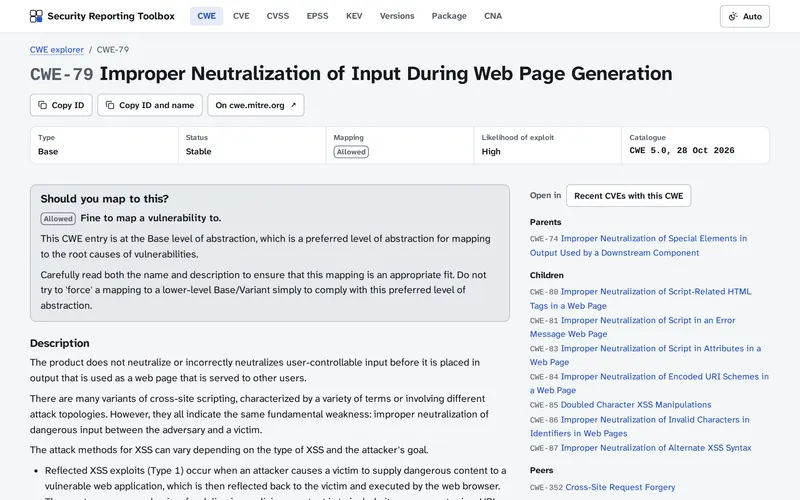 Security Reporting Toolbox CWE CVE CVSS EPSS KEV Versions Package CNA Auto
CWE explorer / CWE-79
CWE-79 Improper Neutralization of Input During Web Page Generation
Copy ID Copy ID and name On cwe.mitre.org ↗
Type Status Mapping Likelihood of exploit Catalogue
Base Stable Allowed High CWE 5.0, 28 Oct 2026
Should you map to this?
Allowed Fine to map a vulnerability to.
This CWE entry is at the Base level of abstraction, which is a preferred level of abstraction for mapping
to the root causes of vulnerabilities.
Carefully read both the name and description to ensure that this mapping is an appropriate fit. Do not
try to 'force' a mapping to a lower-level Base/Variant simply to comply with this preferred level of
abstraction.
Description
The product does not neutralize or incorrectly neutralizes user-controllable input before it is placed in
output that is used as a web page that is served to other users.
There are many variants of cross-site scripting, characterized by a variety of terms or involving different
attack topologies. However, they all indicate the same fundamental weakness: improper neutralization of
dangerous input between the adversary and a victim.
The attack methods for XSS can vary depending on the type of XSS and the attacker's goal.
• Reflected XSS exploits (Type 1) occur when an attacker causes a victim to supply dangerous content to a
vulnerable web application, which is then reflected back to the victim and executed by the web browser.
Open in Recent CVEs with this CWE
Parents
CWE-74 Improper Neutralization of Special Elements in
Output Used by a Downstream Component
Children
CWE-80 Improper Neutralization of Script-Related HTML
Tags in a Web Page
CWE-81 Improper Neutralization of Script in an Error
Message Web Page
CWE-83 Improper Neutralization of Script in Attributes in a
Web Page
CWE-84 Improper Neutralization of Encoded URI Schemes in
a Web Page
CWE-85 Doubled Character XSS Manipulations
CWE-86 Improper Neutralization of Invalid Characters in
Identifiers in Web Pages
CWE-87 Improper Neutralization of Alternate XSS Syntax
Peers
CWE-352 Cross-Site Request Forgery